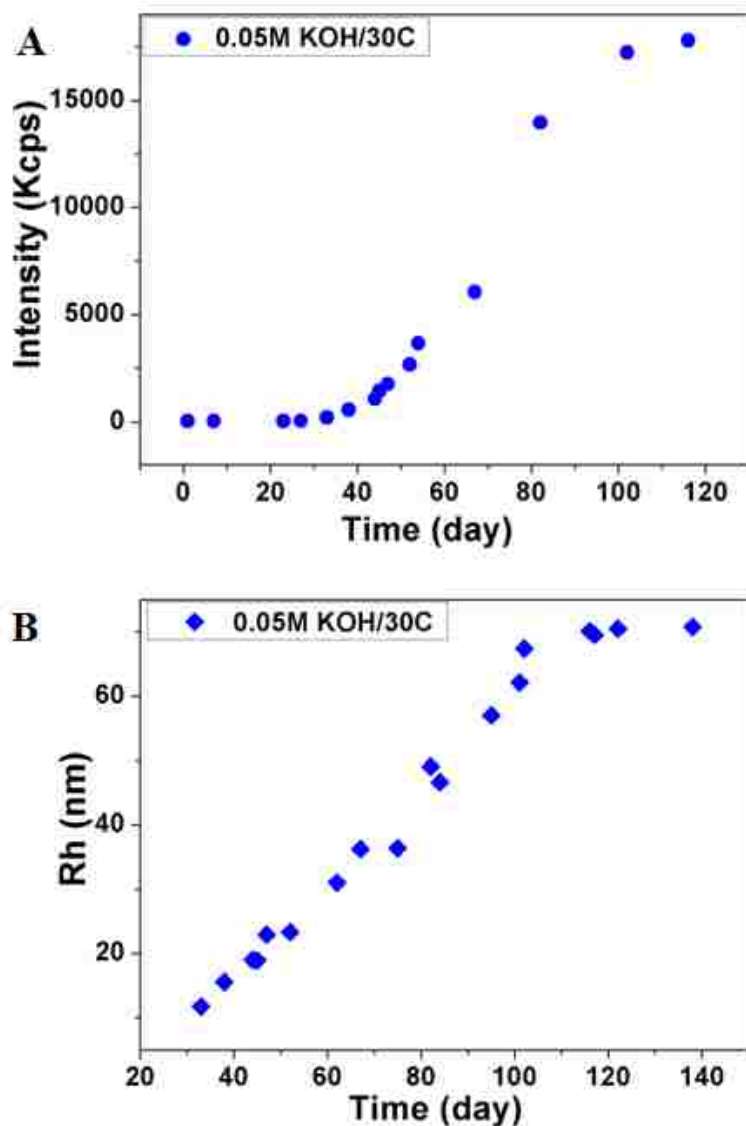 A
0.05M KOH/30C
15000
10000
5000
0
Intensity (Kcps)
0 20 40 60 80 100 120
Time (day)
B
0.05M KOH/30C
60
40
20
Rh (nm)
20 40 60 80 100 120 140
Time (day)